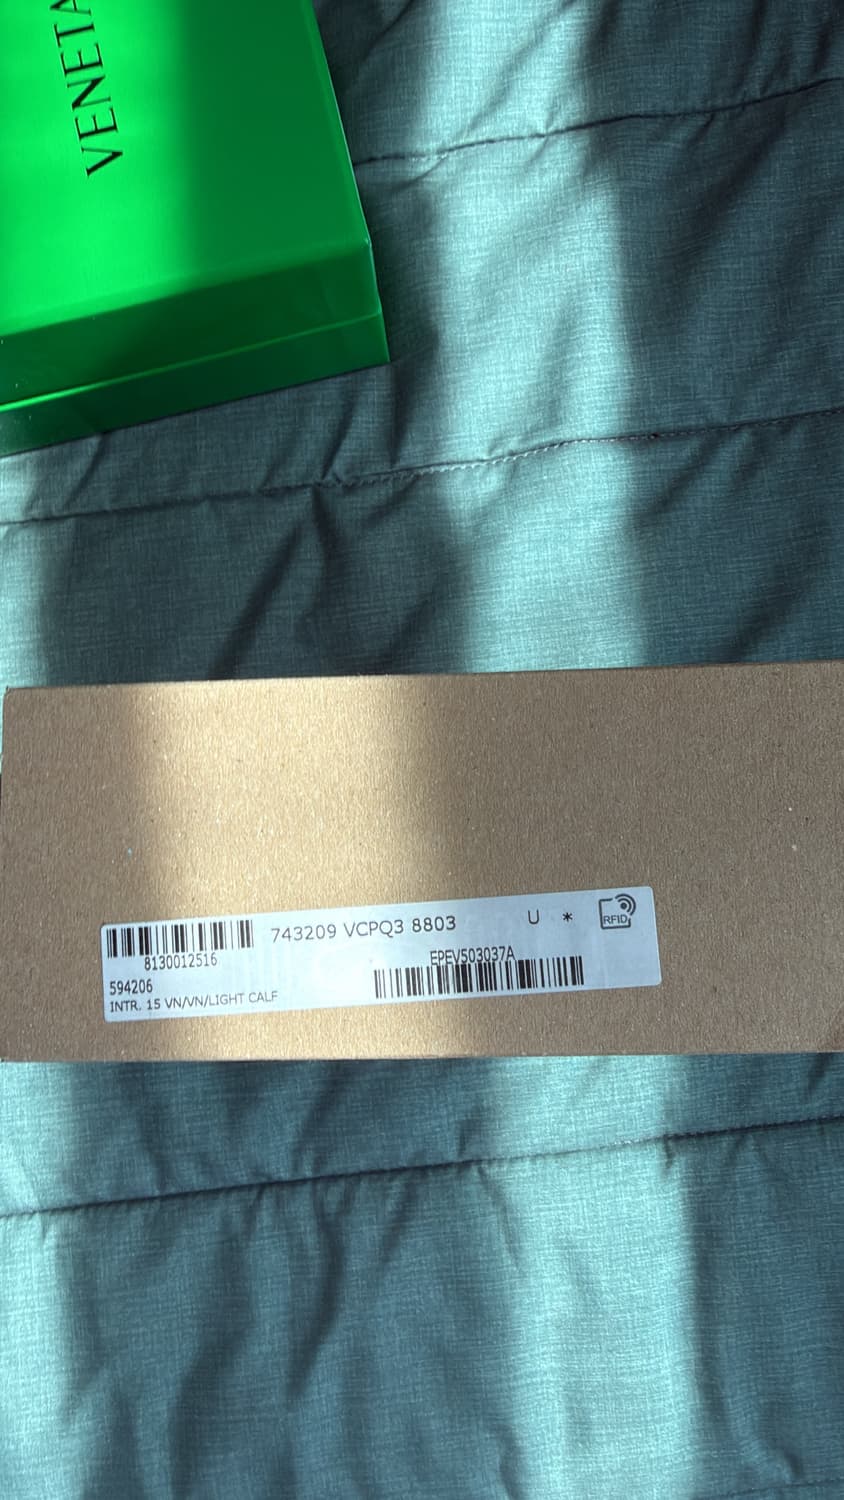 VENETA
743209 VCPQ3 8803 U *
RFID
8130012516
EPEV503037A
594206
INTR. 15 VN/VN/LIGHT CALF